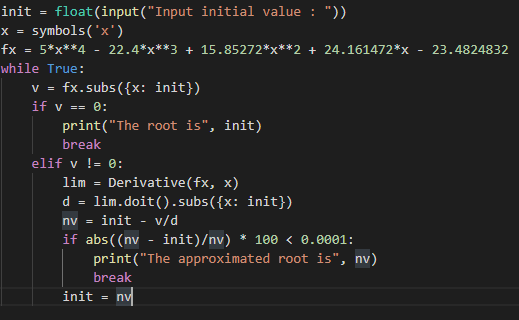 init = float(input("Input initial value : "))
x = symbols('x')
fx = 5*x**4 - 22.4*x**3 + 15.85272*x**2 + 24.161472*x - 23.4824832
while True:
    v = fx.subs({x: init})
    if v == 0:
        print("The root is", init)
        break
    elif v != 0:
        lim = Derivative(fx, x)
        d = lim.doit().subs({x: init})
        nv = init - v/d
        if abs((nv - init)/nv) * 100 < 0.0001:
            print("The approximated root is", nv)
            break
        init = nv